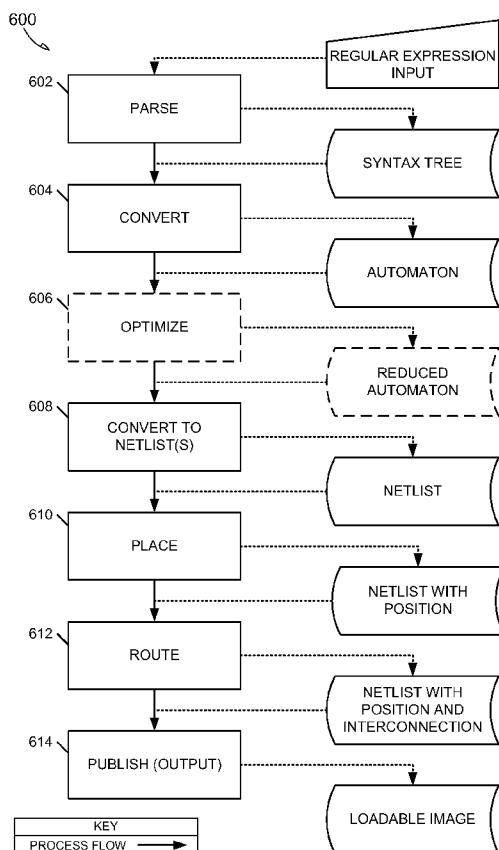 600
REGULAR EXPRESSION
INPUT
602
PARSE
SYNTAX TREE
604
CONVERT
AUTOMATON
606
OPTIMIZE
REDUCED
AUTOMATON
608
CONVERT TO
NETLIST(S)
NETLIST
610
PLACE
NETLIST WITH
POSITION
612
ROUTE
NETLIST WITH
POSITION AND
INTERCONNECTION
614
PUBLISH (OUTPUT)
LOADABLE IMAGE
KEY
PROCESS FLOW